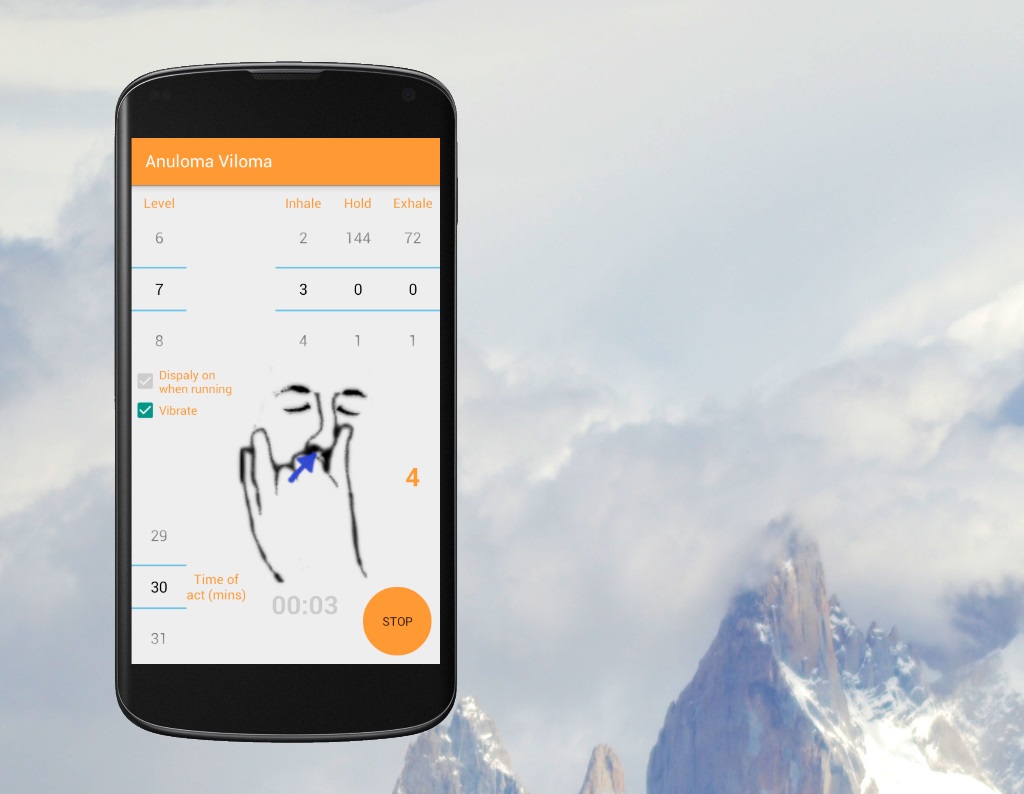 Anuloma Viloma
Level Inhale Hold Exhale
6 2 144 72
7 3 0 0
8 4 1 1
Dispaly on
when running
Vibrate
4
29
30
Time of
act (mins)
00:03
STOP
31